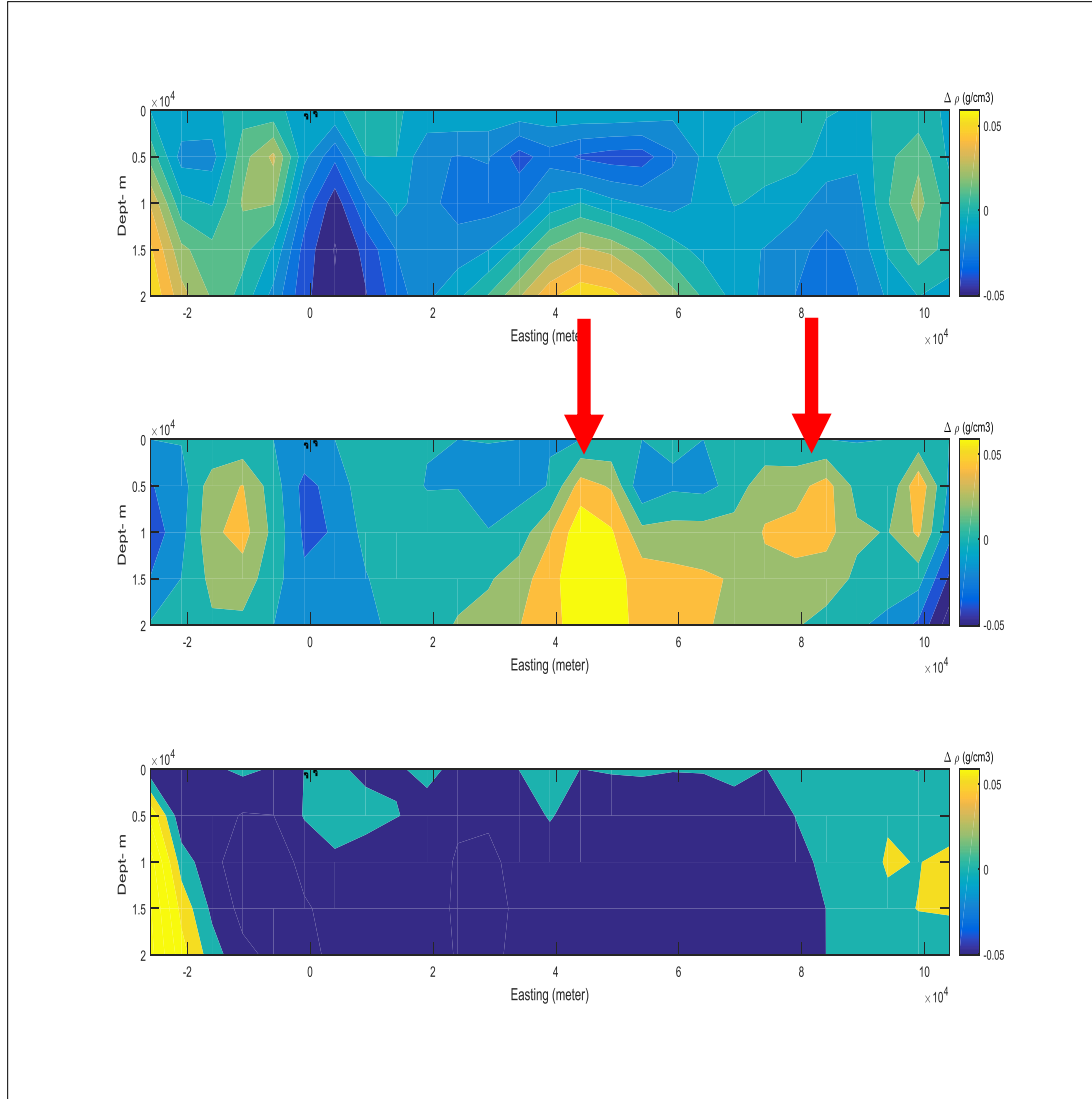 ×10⁴ Δ ρ (g/cm3)
0
0.05
0.5
Dept- m
1
0
1.5
2
-0.05
-2 0 2 4 6 8 10
Easting (mete
×10⁴
×10⁴ Δ ρ (g/cm3)
0
0.05
0.5
Dept- m
1
0
1.5
2
-0.05
-2 0 2 4 6 8 10
Easting (meter)
×10⁴
×10⁴ Δ ρ (g/cm3)
0
0.05
0.5
Dept- m
1
0
1.5
2
-0.05
-2 0 2 4 6 8 10
Easting (meter)
×10⁴